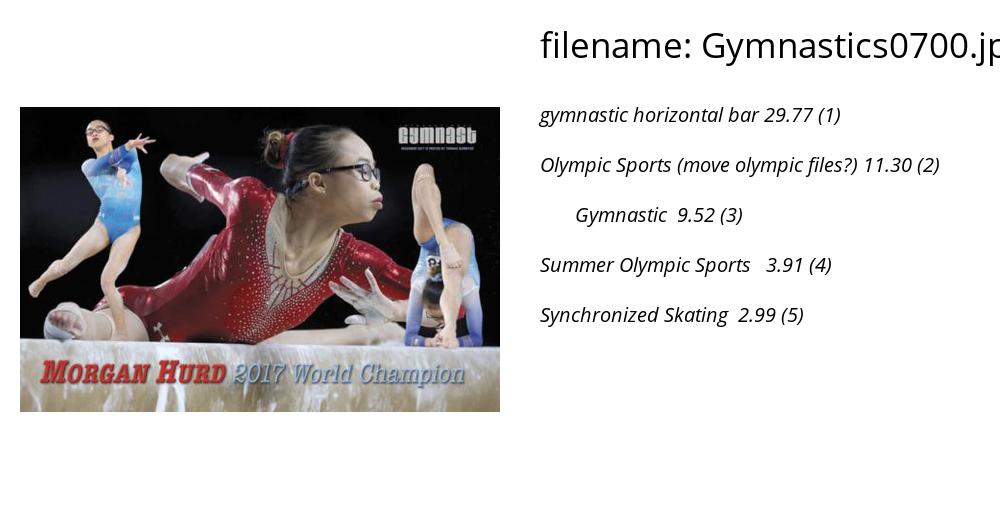 filename: Gymnastics0700.jp
gymnastic horizontal bar 29.77 (1)
Olympic Sports (move olympic files?) 11.30 (2)
Gymnastic 9.52 (3)
Summer Olympic Sports 3.91 (4)
Synchronized Skating 2.99 (5)
Gymnast
MORGAN HURD 2017 World Champion